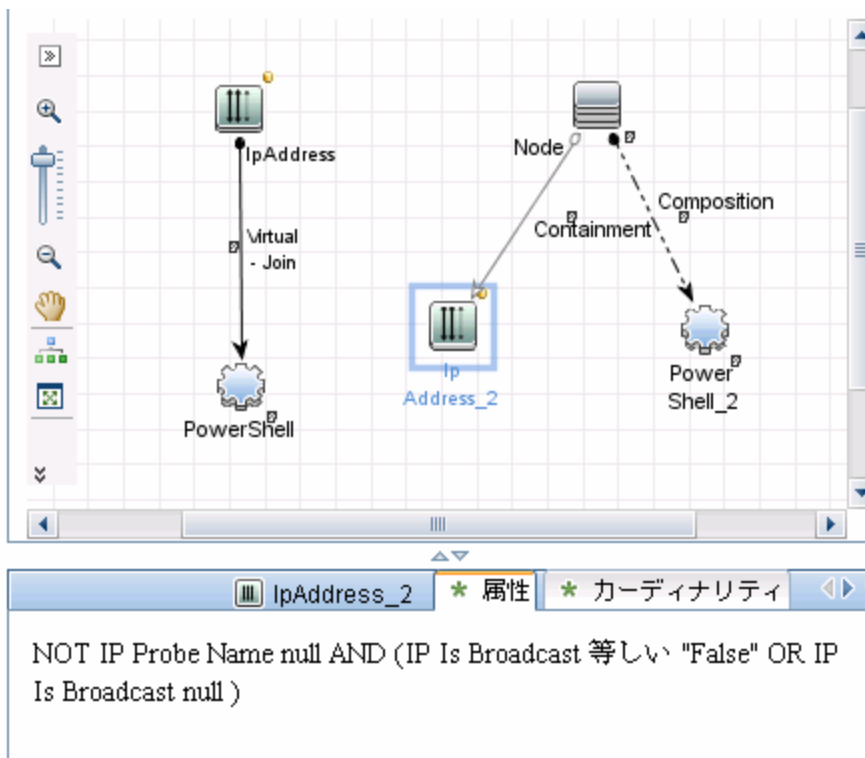 IpAddress
Node
Virtual
- Join
Composition
Containment
Ip
Address_2
PowerShell
Power
Shell_2
IpAddress_2
* 属性
* カーディナリティ
NOT IP Probe Name null AND (IP Is Broadcast 等しい "False" OR IP
Is Broadcast null )